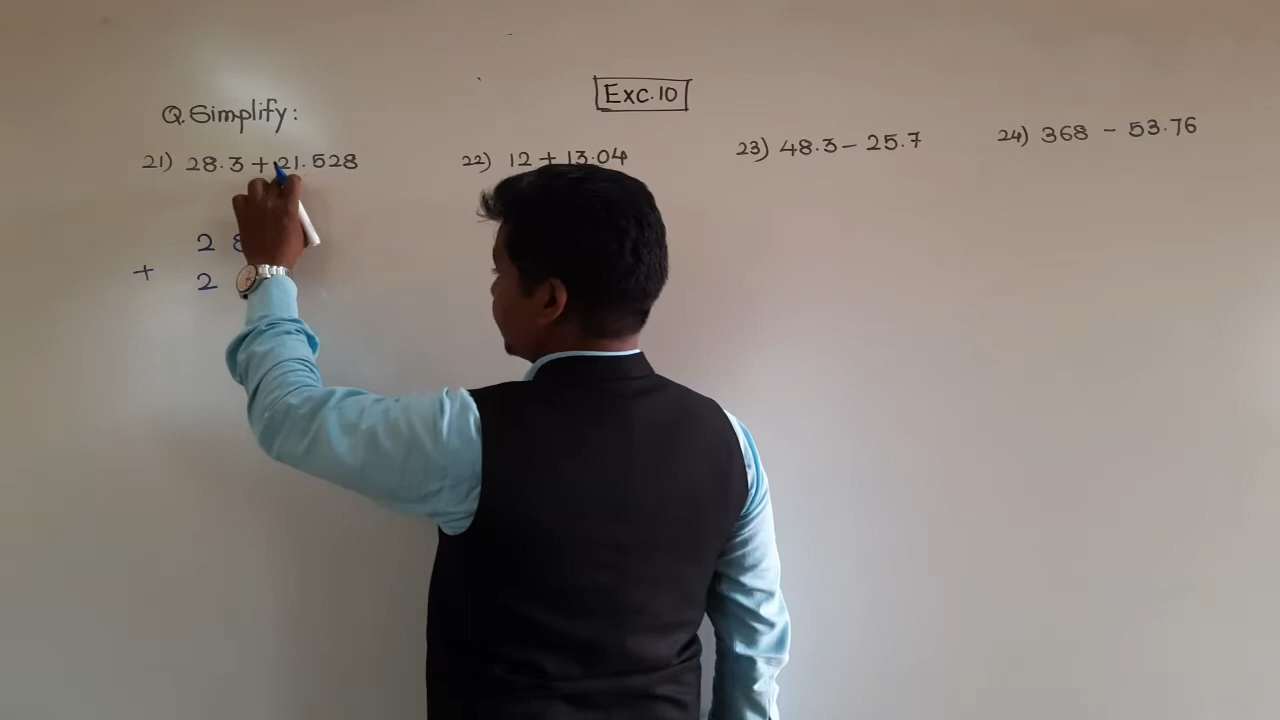 Exc.10
Q. Simplify:
21) 28.3 + 21.528
22) 12 + 13.04
23) 48.3 - 25.7
24) 368 - 53.76
2 8
+ 2